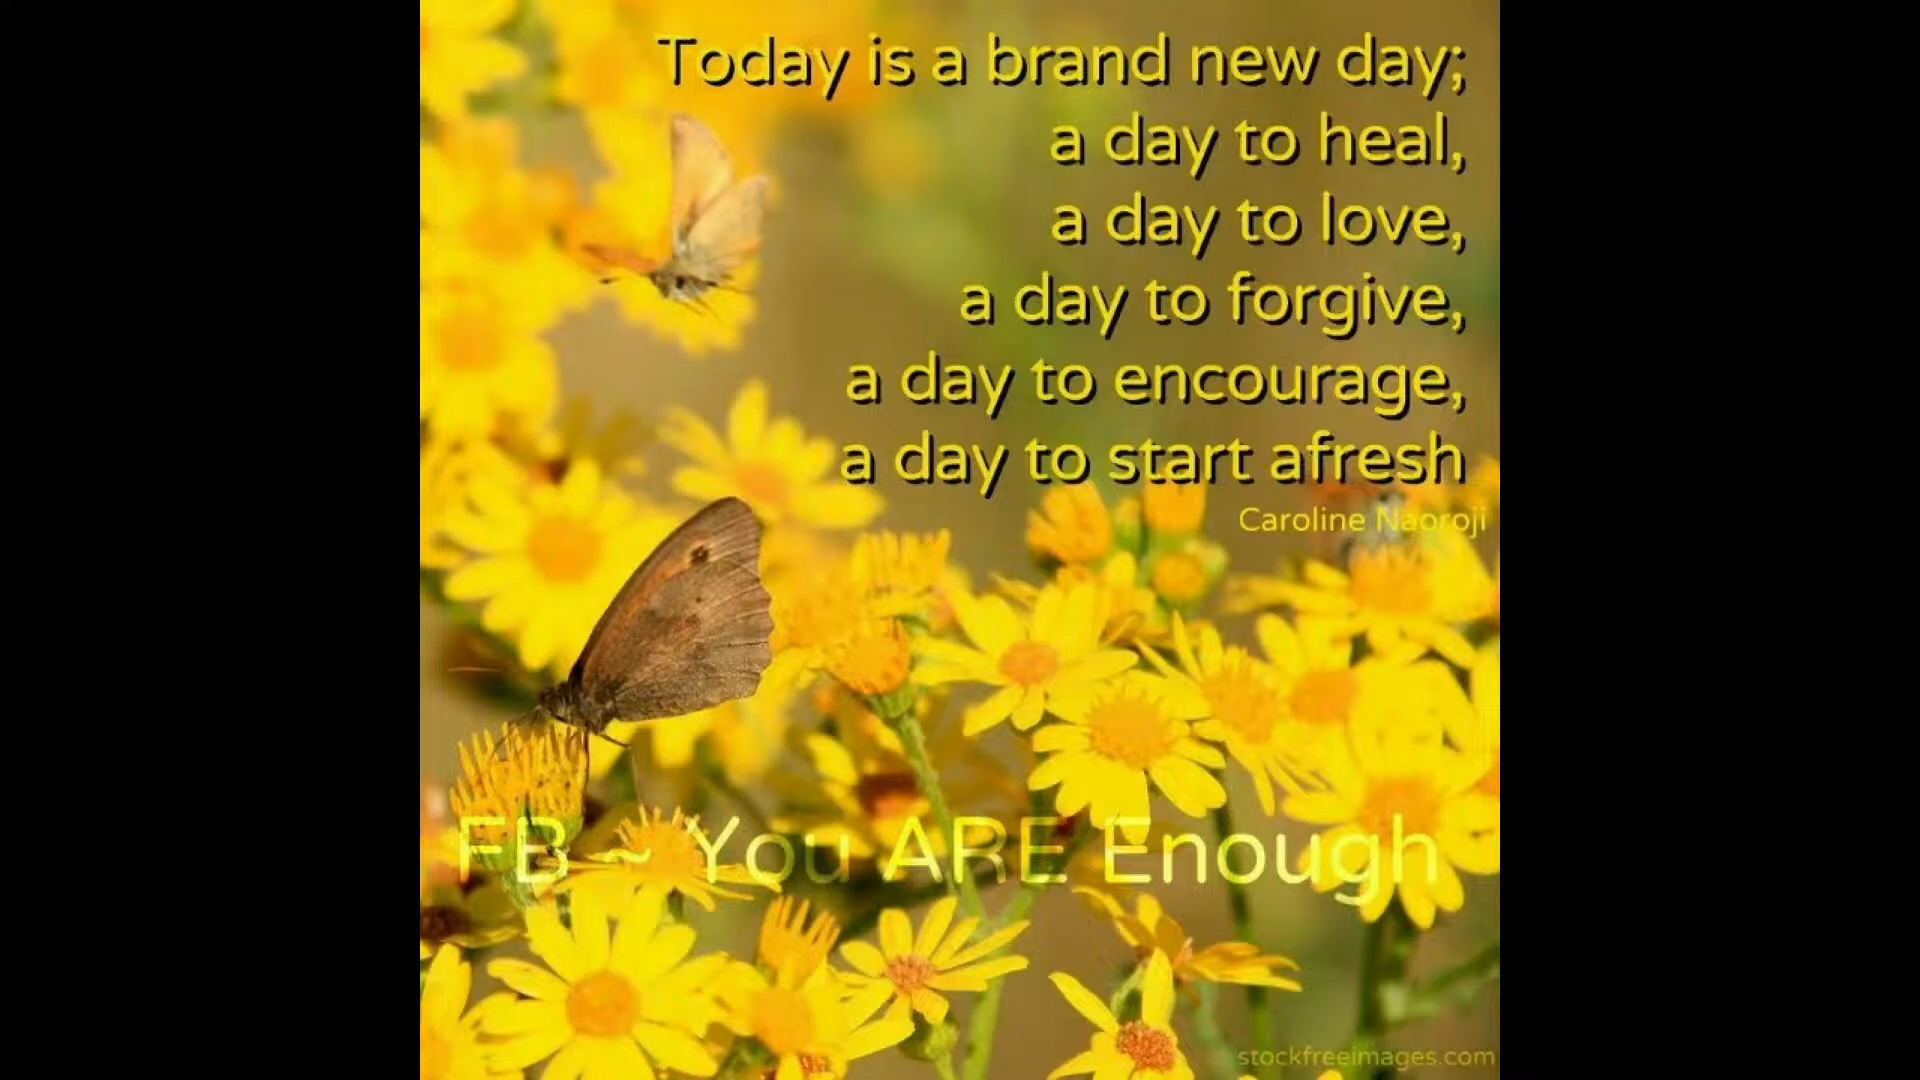 Today is a brand new day;
a day to heal,
a day to love,
a day to forgive,
a day to encourage,
a day to start afresh
Caroline Naoroji
FB ~ You ARE Enough
stockfreeimages.com